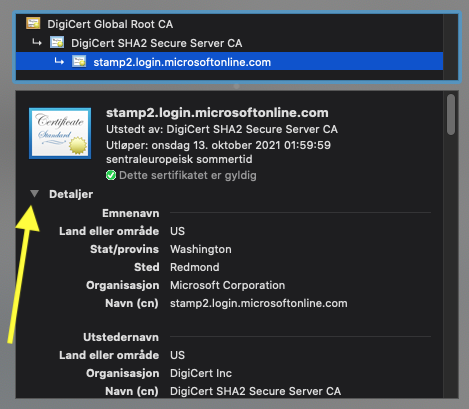 DigiCert Global Root CA
DigiCert SHA2 Secure Server CA
stamp2.login.microsoftonline.com
Certificate
Standard
stamp2.login.microsoftonline.com
Utstedt av: DigiCert SHA2 Secure Server CA
Utløper: onsdag 13. oktober 2021 01:59:59
sentraleuropeisk sommertid
Dette sertifikatet er gyldig
Detaljer
Emnenavn
Land eller område US
Stat/provins Washington
Sted Redmond
Organisasjon Microsoft Corporation
Navn (cn) stamp2.login.microsoftonline.com
Utstedernavn
Land eller område US
Organisasjon DigiCert Inc
Navn (cn) DigiCert SHA2 Secure Server CA